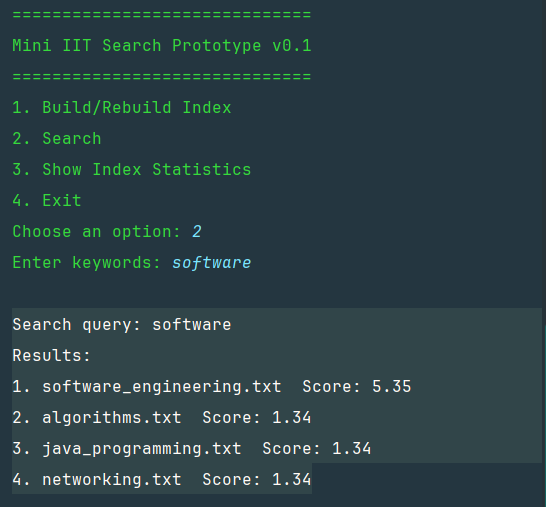 ==============================
Mini IIT Search Prototype v0.1
==============================
1. Build/Rebuild Index
2. Search
3. Show Index Statistics
4. Exit
Choose an option: 2
Enter keywords: software
Search query: software
Results:
1. software_engineering.txt  Score: 5.35
2. algorithms.txt  Score: 1.34
3. java_programming.txt  Score: 1.34
4. networking.txt  Score: 1.34